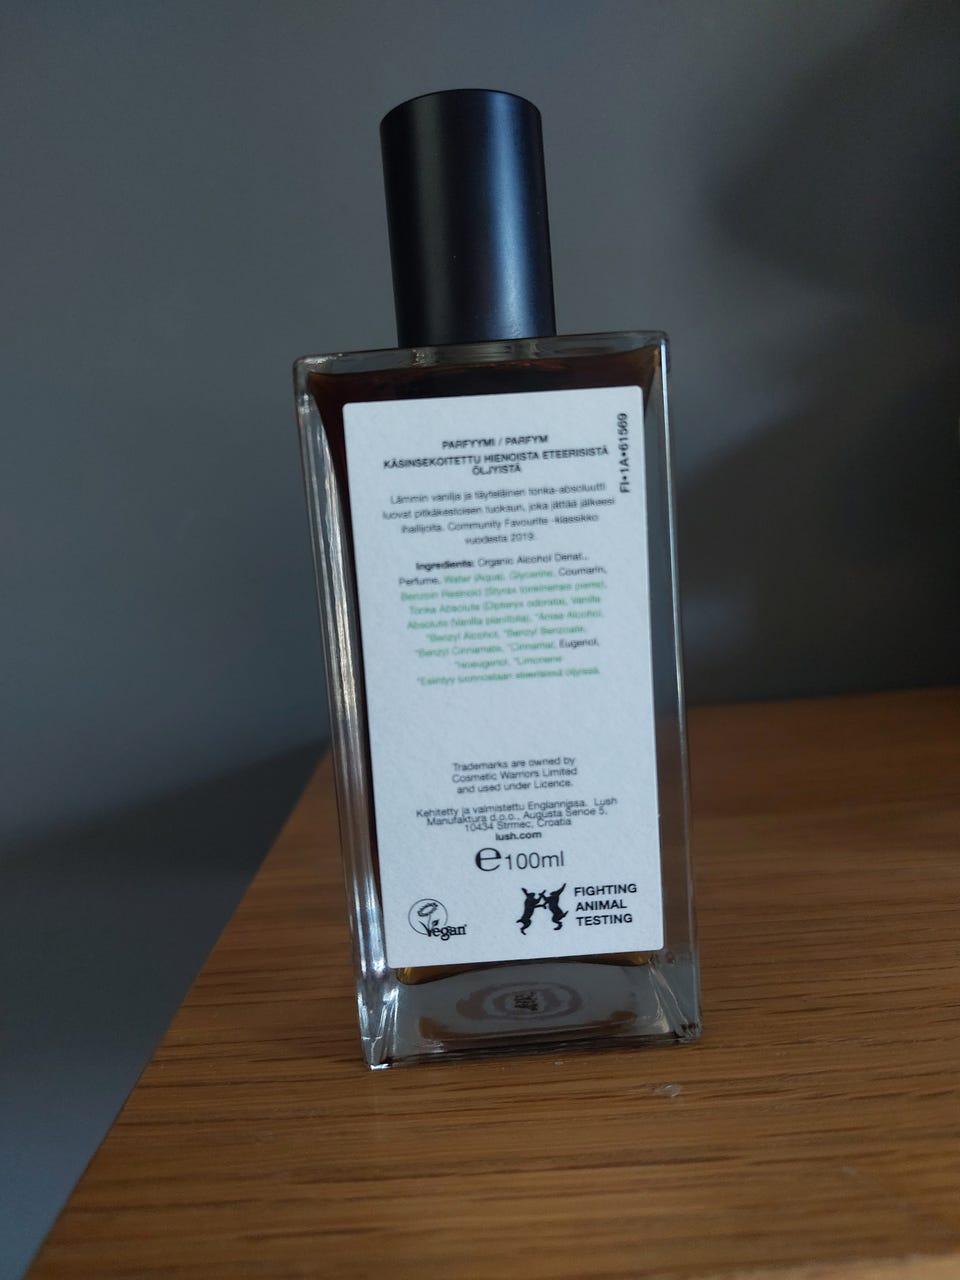 PARFYYMI / PARFYM
KÄSINSEKOITETTU HIENOISTA ETEERISISTÄ
ÖLJYISTÄ
Lämmin vanilja ja täyteläinen tonka-absoluutti
luovat pitkäkestoisen tuoksun, joka jättää jälkeesi
ihailijoita. Community Favourite -klassikko
vuodesta 2019.
Ingredients: Organic Alcohol Denat.,
Perfume, Water (Aqua), Glycerine, Coumarin,
Benzoin Resinoid (Styrax tonkinensis pierre),
Tonka Absolute (Dipteryx odorata), Vanilla
Absolute (Vanilla planifolia), *Anise Alcohol,
*Benzyl Alcohol, *Benzyl Benzoate,
*Benzyl Cinnamate, *Cinnamal, Eugenol,
*Isoeugenol, *Limonene
*Esiintyy luonnostaan eteerisissä öljyissä.
FI•1A•61569
Trademarks are owned by
Cosmetic Warriors Limited
and used under Licence.
Kehitetty ja valmistettu Englannissa. Lush
Manufaktura d.o.o., Augusta Senoe 5,
10434 Strmec, Croatia
lush.com
℮100ml
Vegan
FIGHTING
ANIMAL
TESTING